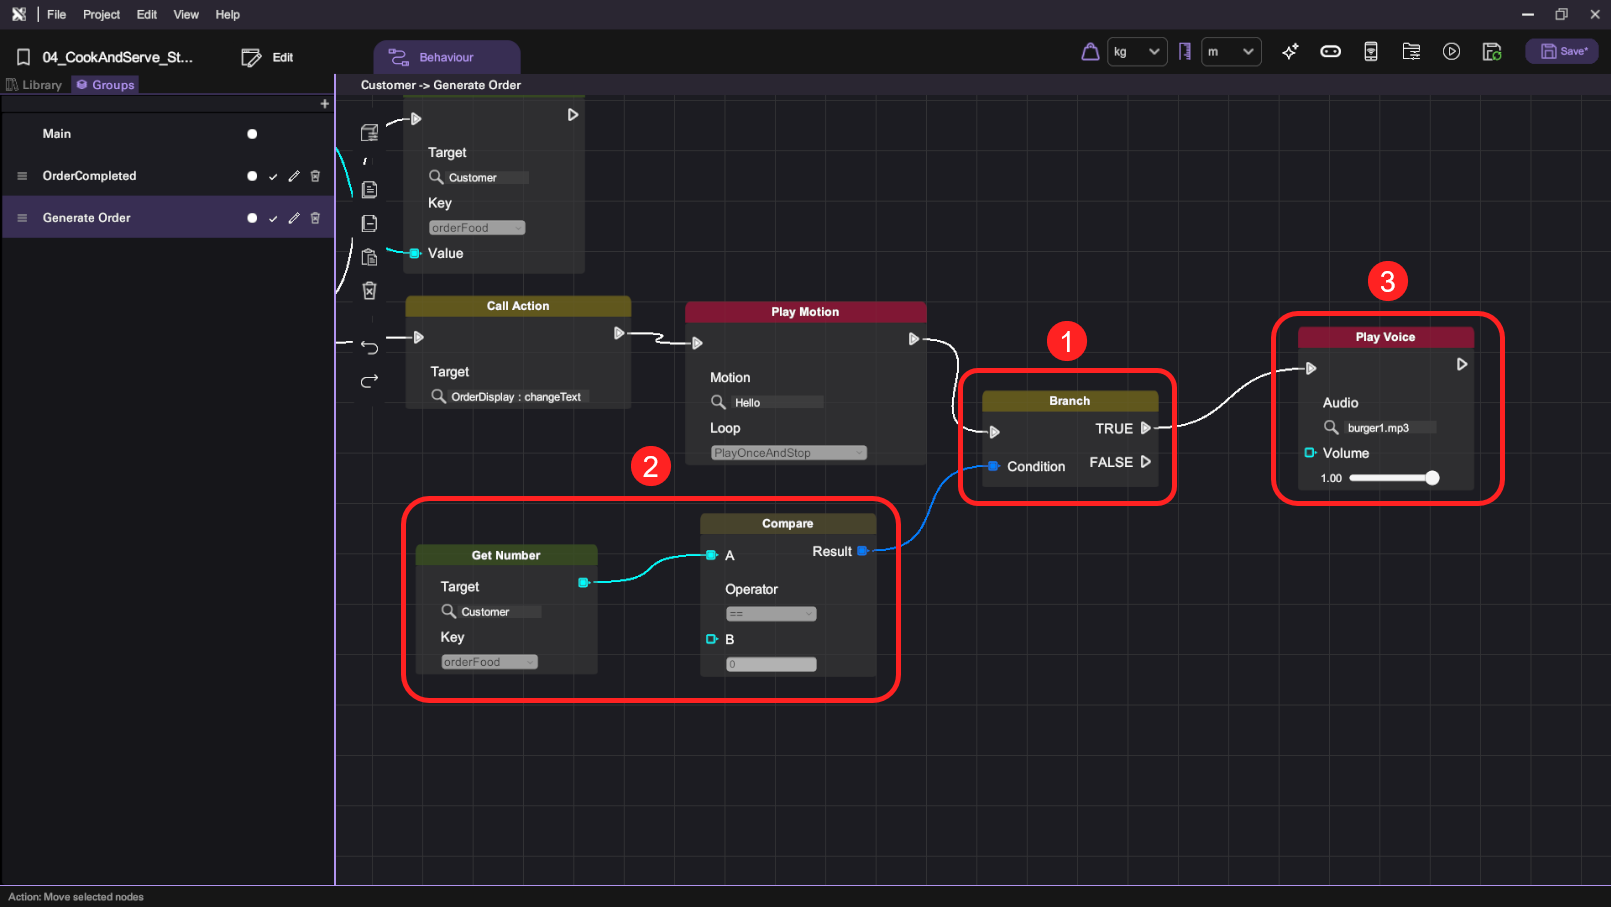 File Project Edit View Help
04_CookAndServe_St... Edit Behaviour kg m Save*
Library Groups Customer -> Generate Order
+
Main
OrderCompleted
Generate Order
Target
Customer
Key
orderFood
Value
Call Action
Target
OrderDisplay : changeText
Play Motion
Motion
Hello
Loop
PlayOnceAndStop
1
Branch
TRUE
Condition FALSE
3
Play Voice
Audio
burger1.mp3
Volume
1.00
2
Get Number
Target
Customer
Key
orderFood
Compare
A Result
Operator
==
B
0
Action: Move selected nodes